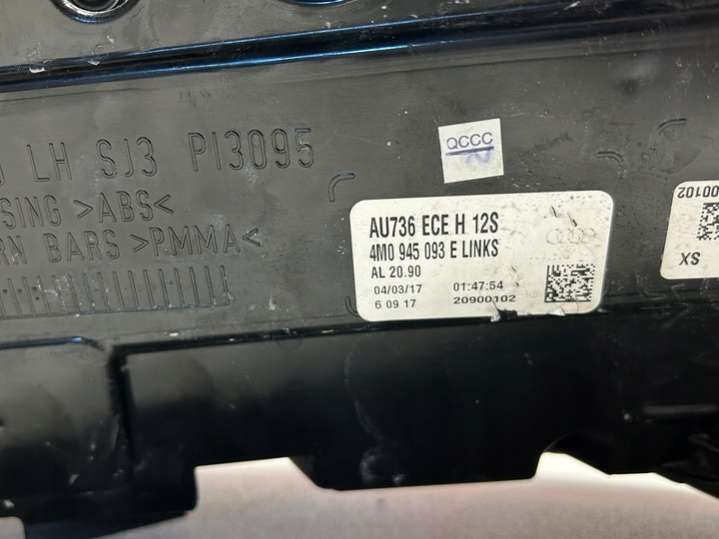 LH SJ3 PI3095
SING >ABS<
RN BARS >PMMA<
QCCC
AU736 ECE H 12S
4M0 945 093 E LINKS
AL 20.90
04/03/17 01:47:54
6 09 17 20900102
00102
SX